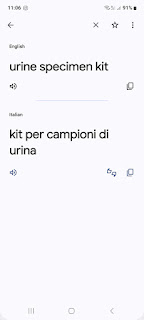 11:06
91%
English
urine specimen kit
Italian
kit per campioni di
urina